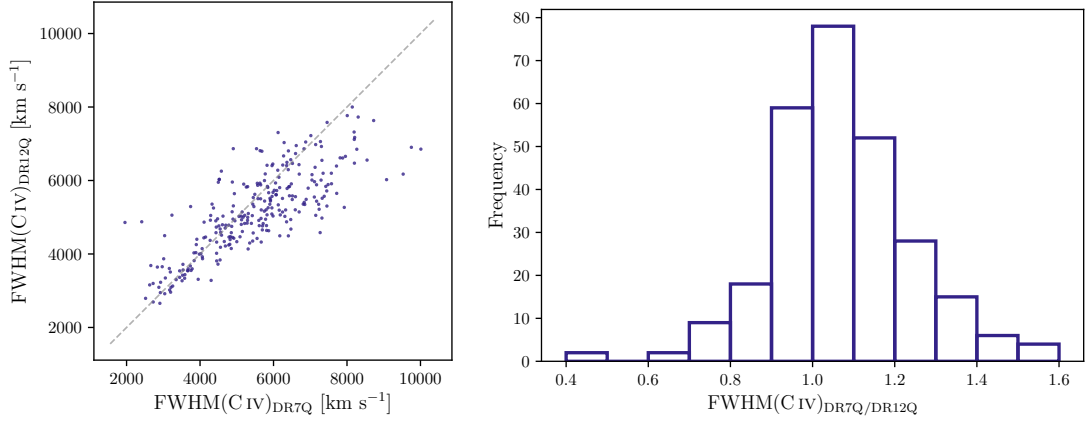 10000
8000
6000
4000
2000
FWHM(C IV)DR12Q [km s−1]
2000 4000 6000 8000 10000
FWHM(C IV)DR7Q [km s−1]
80
70
60
50
40
30
20
10
0
Frequency
0.4 0.6 0.8 1.0 1.2 1.4 1.6
FWHM(C IV)DR7Q/DR12Q